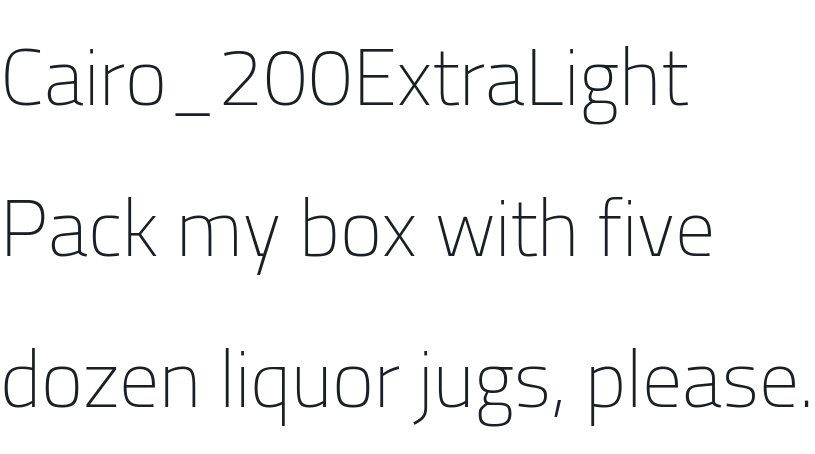 Cairo_200ExtraLight
Pack my box with five
dozen liquor jugs, please.